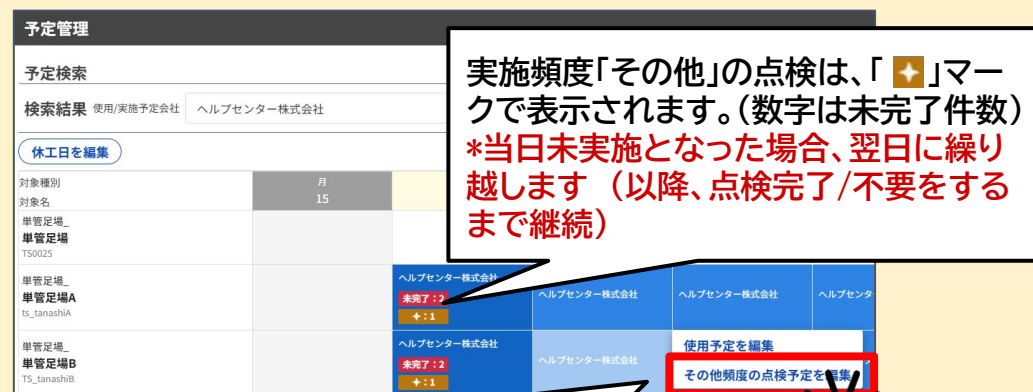 予定管理
予定検索
検索結果 使用/実施予定会社 ヘルプセンター株式会社
休工日を編集
実施頻度「その他」の点検は、「✦」マー
クで表示されます。(数字は未完了件数)
*当日未実施となった場合、翌日に繰り
越します (以降、点検完了/不要をする
まで継続)
対象種別
対象名
月
15
単管足場_
単管足場
TS0025
単管足場_
単管足場A
ts_tanashiA
ヘルプセンター株式会社
未完了:2
✦:1
ヘルプセンター株式会社
ヘルプセンター株式会社
ヘルプセンタ
単管足場_
単管足場B
TS_tanashiB
ヘルプセンター株式会社
未完了:2
✦:1
ヘルプセンター株式会社
使用予定を編集
その他頻度の点検予定を編集